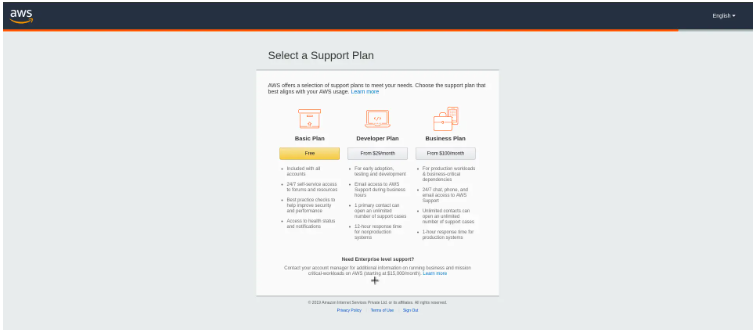 aws
English
Select a Support Plan
AWS offers a selection of support plans to meet your needs. Choose the support plan that
best aligns with your AWS usage. Learn more
Basic Plan
Free
• Included with all
accounts
• 24/7 self-service access
to forums and resources
• Best practice checks to
help improve security
and performance
• Access to health status
and notifications
Developer Plan
From $29/month
• For early adoption,
testing and development
• Email access to AWS
Support during business
hours
• 1 primary contact can
open an unlimited
number of support cases
• 12-hour response time
for nonproduction
systems
Business Plan
From $100/month
• For production workloads
& business-critical
dependencies
• 24/7 chat, phone, and
email access to AWS
Support
• Unlimited contacts can
open an unlimited
number of support cases
• 1-hour response time for
production systems
Need Enterprise level support?
Contact your account manager for additional information on running business and mission
critical-workloads on AWS (starting at $15,000/month). Learn more
© 2019 Amazon Internet Services Private Ltd. or its affiliates. All rights reserved.
Privacy Policy Terms of Use Sign Out